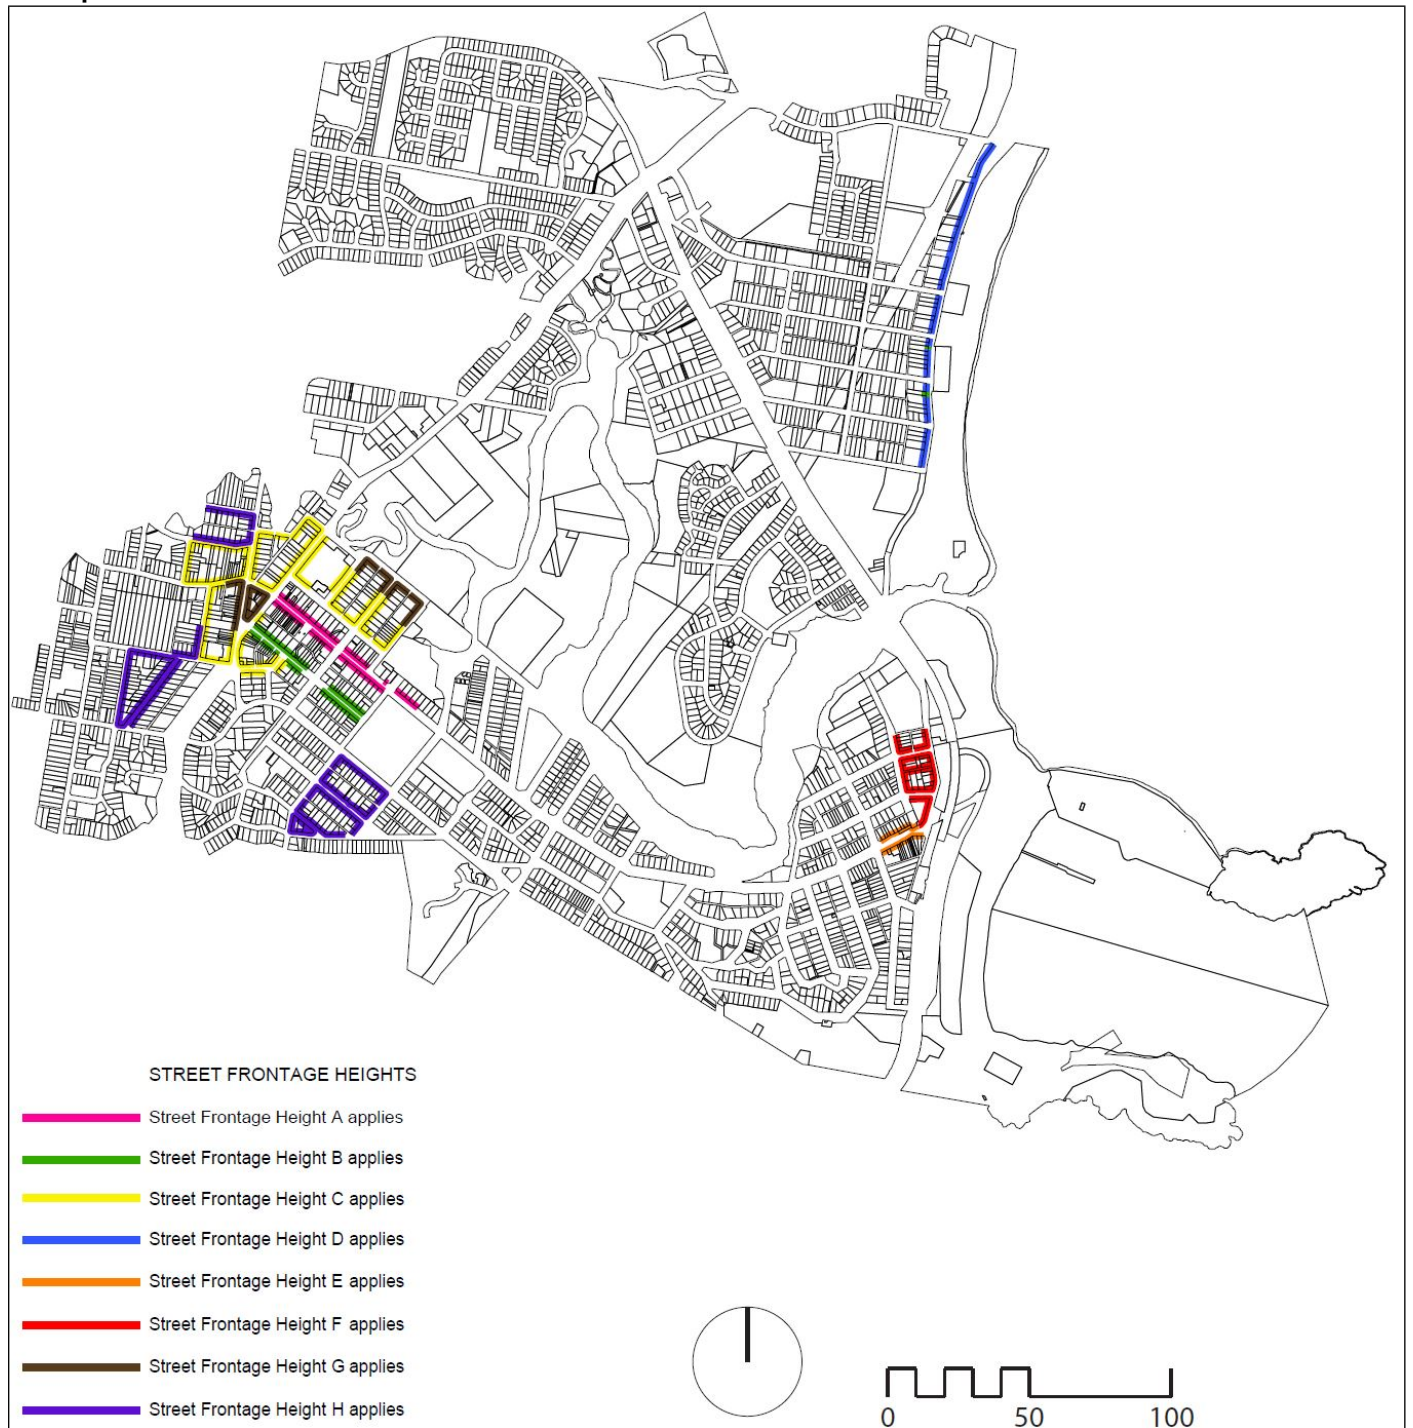 STREET FRONTAGE HEIGHTS
Street Frontage Height A applies
Street Frontage Height B applies
Street Frontage Height C applies
Street Frontage Height D applies
Street Frontage Height E applies
Street Frontage Height F applies
Street Frontage Height G applies
Street Frontage Height H applies
0 50 100